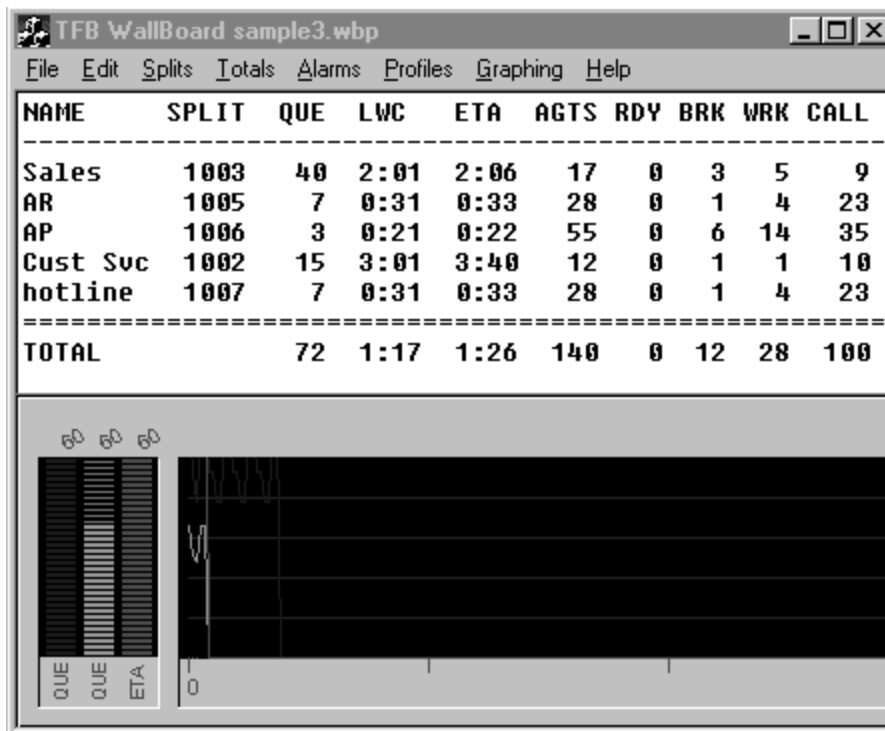 TFB WallBoard sample3.wbp
File Edit Splits Totals Alarms Profiles Graphing Help
NAME SPLIT QUE LWC ETA AGTS RDY BRK WRK CALL
------------------------------------------------------
Sales 1003 40 2:01 2:06 17 0 3 5 9
AR 1005 7 0:31 0:33 28 0 1 4 23
AP 1006 3 0:21 0:22 55 0 6 14 35
Cust Svc 1002 15 3:01 3:40 12 0 1 1 10
hotline 1007 7 0:31 0:33 28 0 1 4 23
======================================================
TOTAL 72 1:17 1:26 140 0 12 28 100
60 60 60
QUE QUE ETA
0